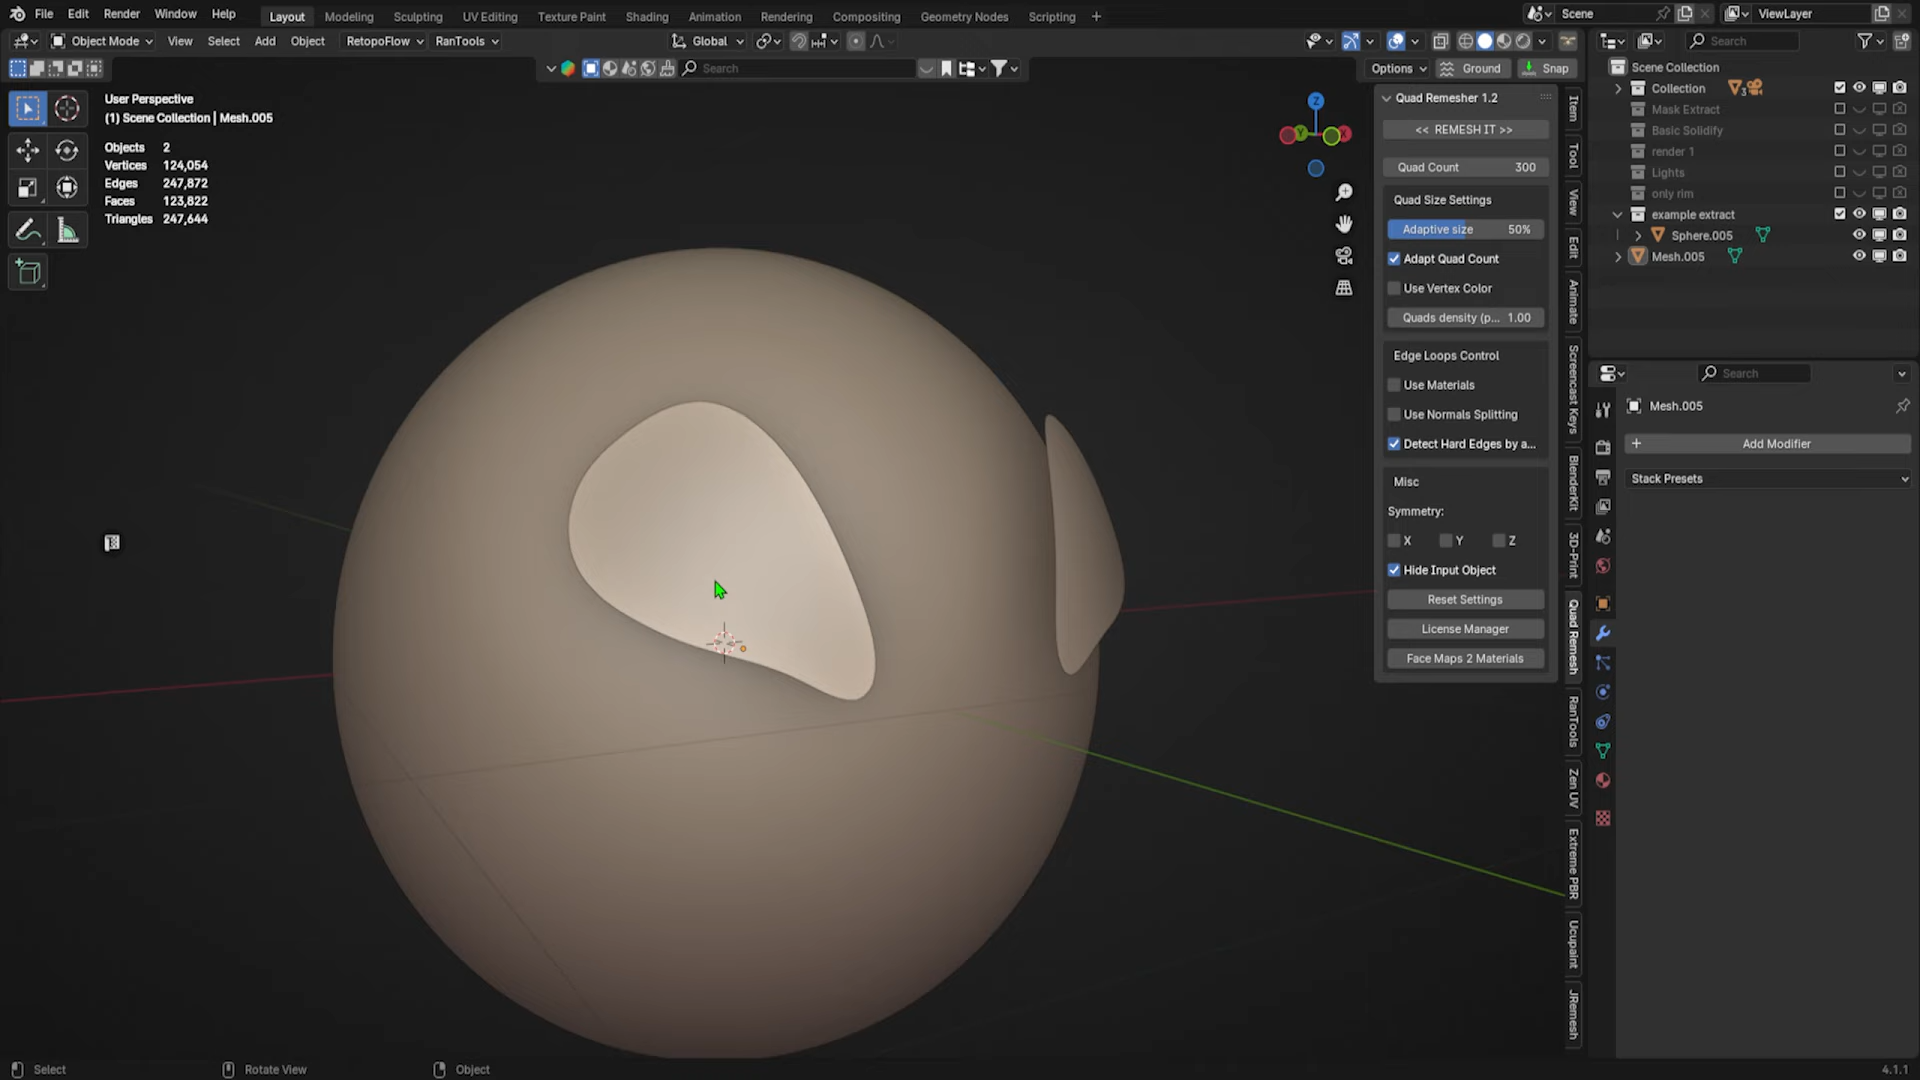 File Edit Render Window Help
Layout Modeling Sculpting UV Editing Texture Paint Shading Animation Rendering Compositing Geometry Nodes Scripting +
Scene ViewLayer
Object Mode View Select Add Object RetopoFlow RanTools Global
Search
Search
Options Ground Snap
User Perspective
(1) Scene Collection | Mesh.005
Objects 2
Vertices 124,054
Edges 247,872
Faces 123,822
Triangles 247,644
Z
Y
X
Quad Remesher 1.2
<< REMESH IT >>
Quad Count 300
Quad Size Settings
Adaptive size 50%
Adapt Quad Count
Use Vertex Color
Quads density (p... 1.00
Edge Loops Control
Use Materials
Use Normals Splitting
Detect Hard Edges by a...
Misc
Symmetry:
X Y Z
Hide Input Object
Reset Settings
License Manager
Face Maps 2 Materials
Item
Tool
View
Edit
Animate
Screencast Keys
BlenderKit
3D-Print
Quad Remesh
RanTools
Zen UV
Extreme PBR
Ucupaint
JRemesh
Scene Collection
Collection 3
Mask Extract
Basic Solidify
render 1
Lights
only rim
example extract
Sphere.005
Mesh.005
Search
Mesh.005
+ Add Modifier
Stack Presets
Select Rotate View Object
4.1.1